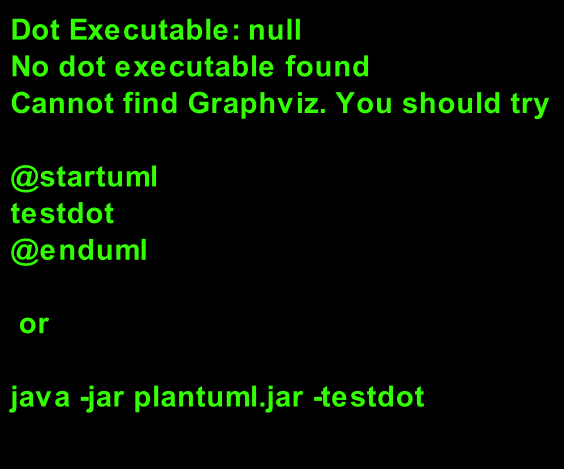 Dot Executable: null
No dot executable found
Cannot find Graphviz. You should try
@startuml
testdot
@enduml
or
java -jar plantuml.jar -testdot